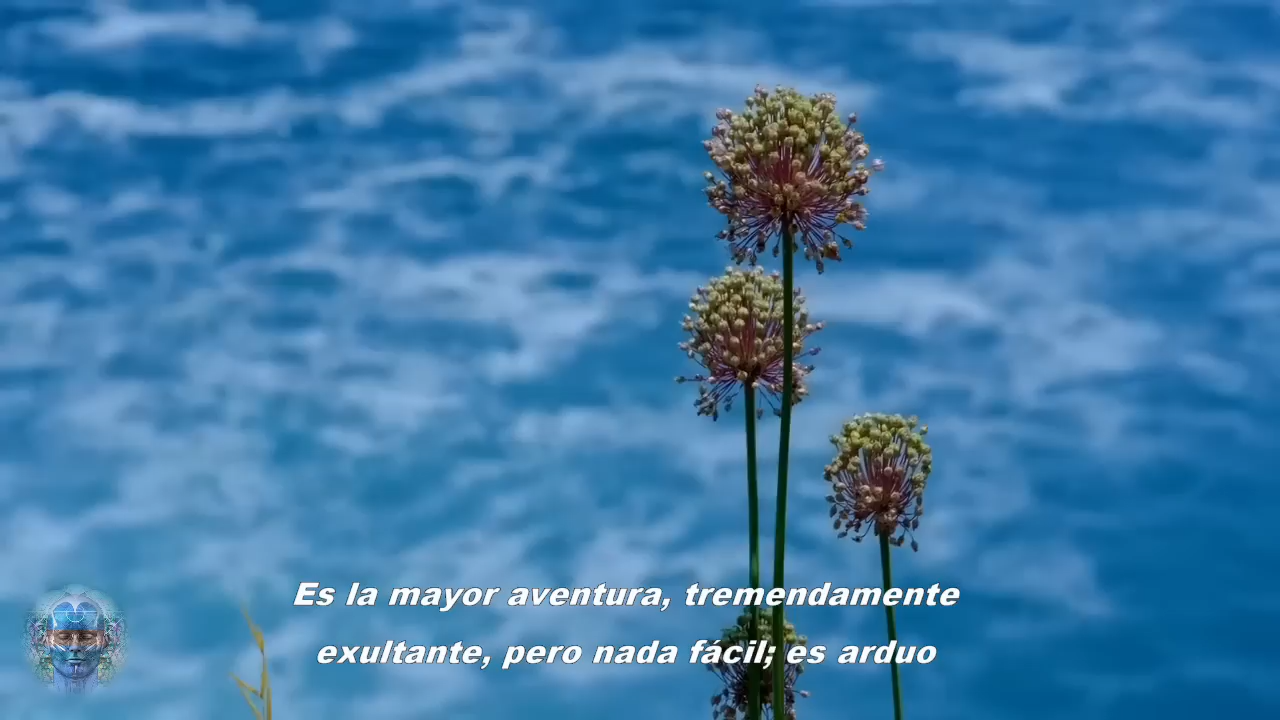 Es la mayor aventura, tremendamente
exultante, pero nada fácil; es arduo